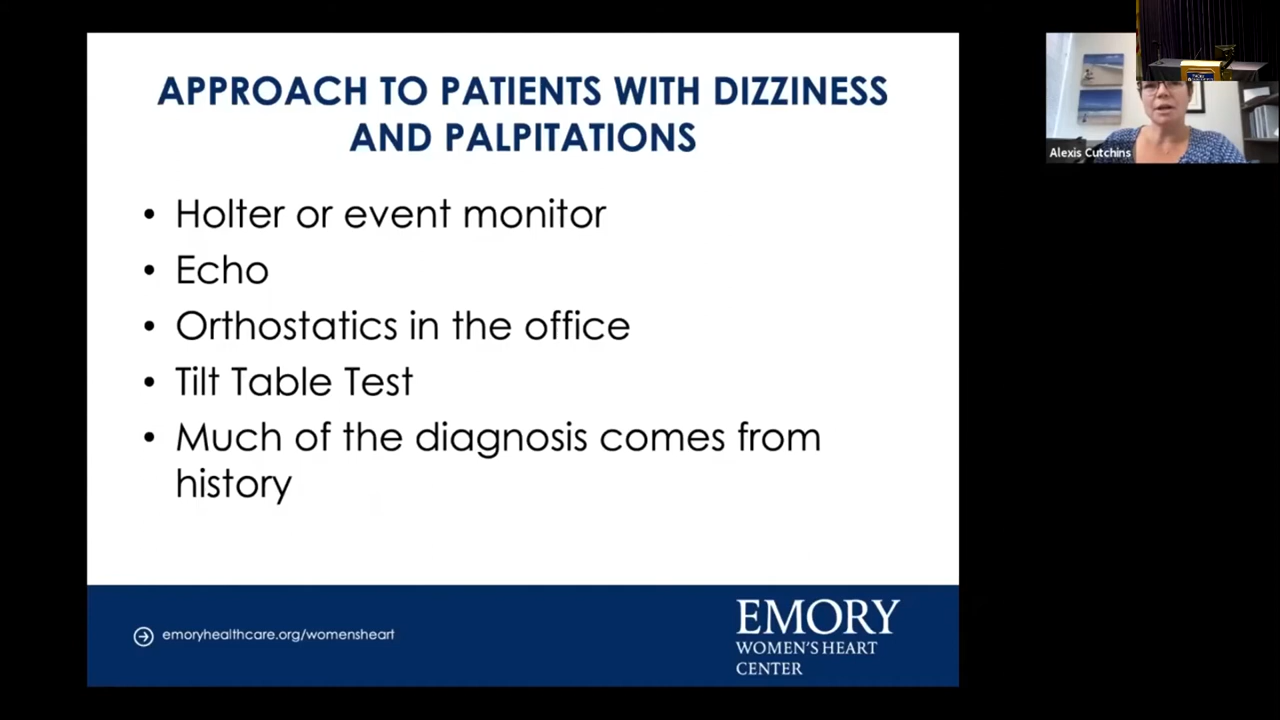 APPROACH TO PATIENTS WITH DIZZINESS
AND PALPITATIONS
• Holter or event monitor
• Echo
• Orthostatics in the office
• Tilt Table Test
• Much of the diagnosis comes from
history
emoryhealthcare.org/womensheart
EMORY
WOMEN'S HEART
CENTER
Alexis Cutchins